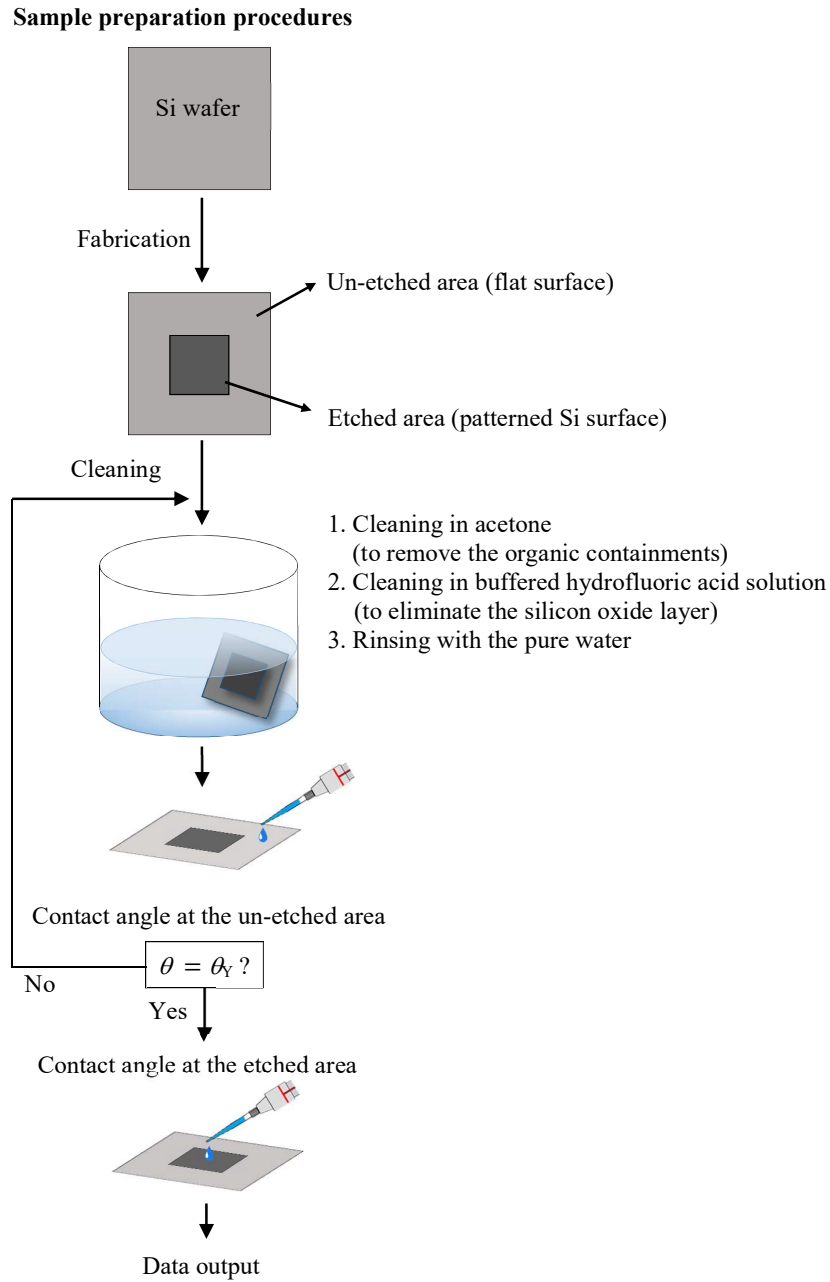 Sample preparation procedures
Si wafer
Fabrication
Un-etched area (flat surface)
Etched area (patterned Si surface)
Cleaning
1. Cleaning in acetone
(to remove the organic containments)
2. Cleaning in buffered hydrofluoric acid solution
(to eliminate the silicon oxide layer)
3. Rinsing with the pure water
Contact angle at the un-etched area
θ = θY ?
No
Yes
Contact angle at the etched area
Data output